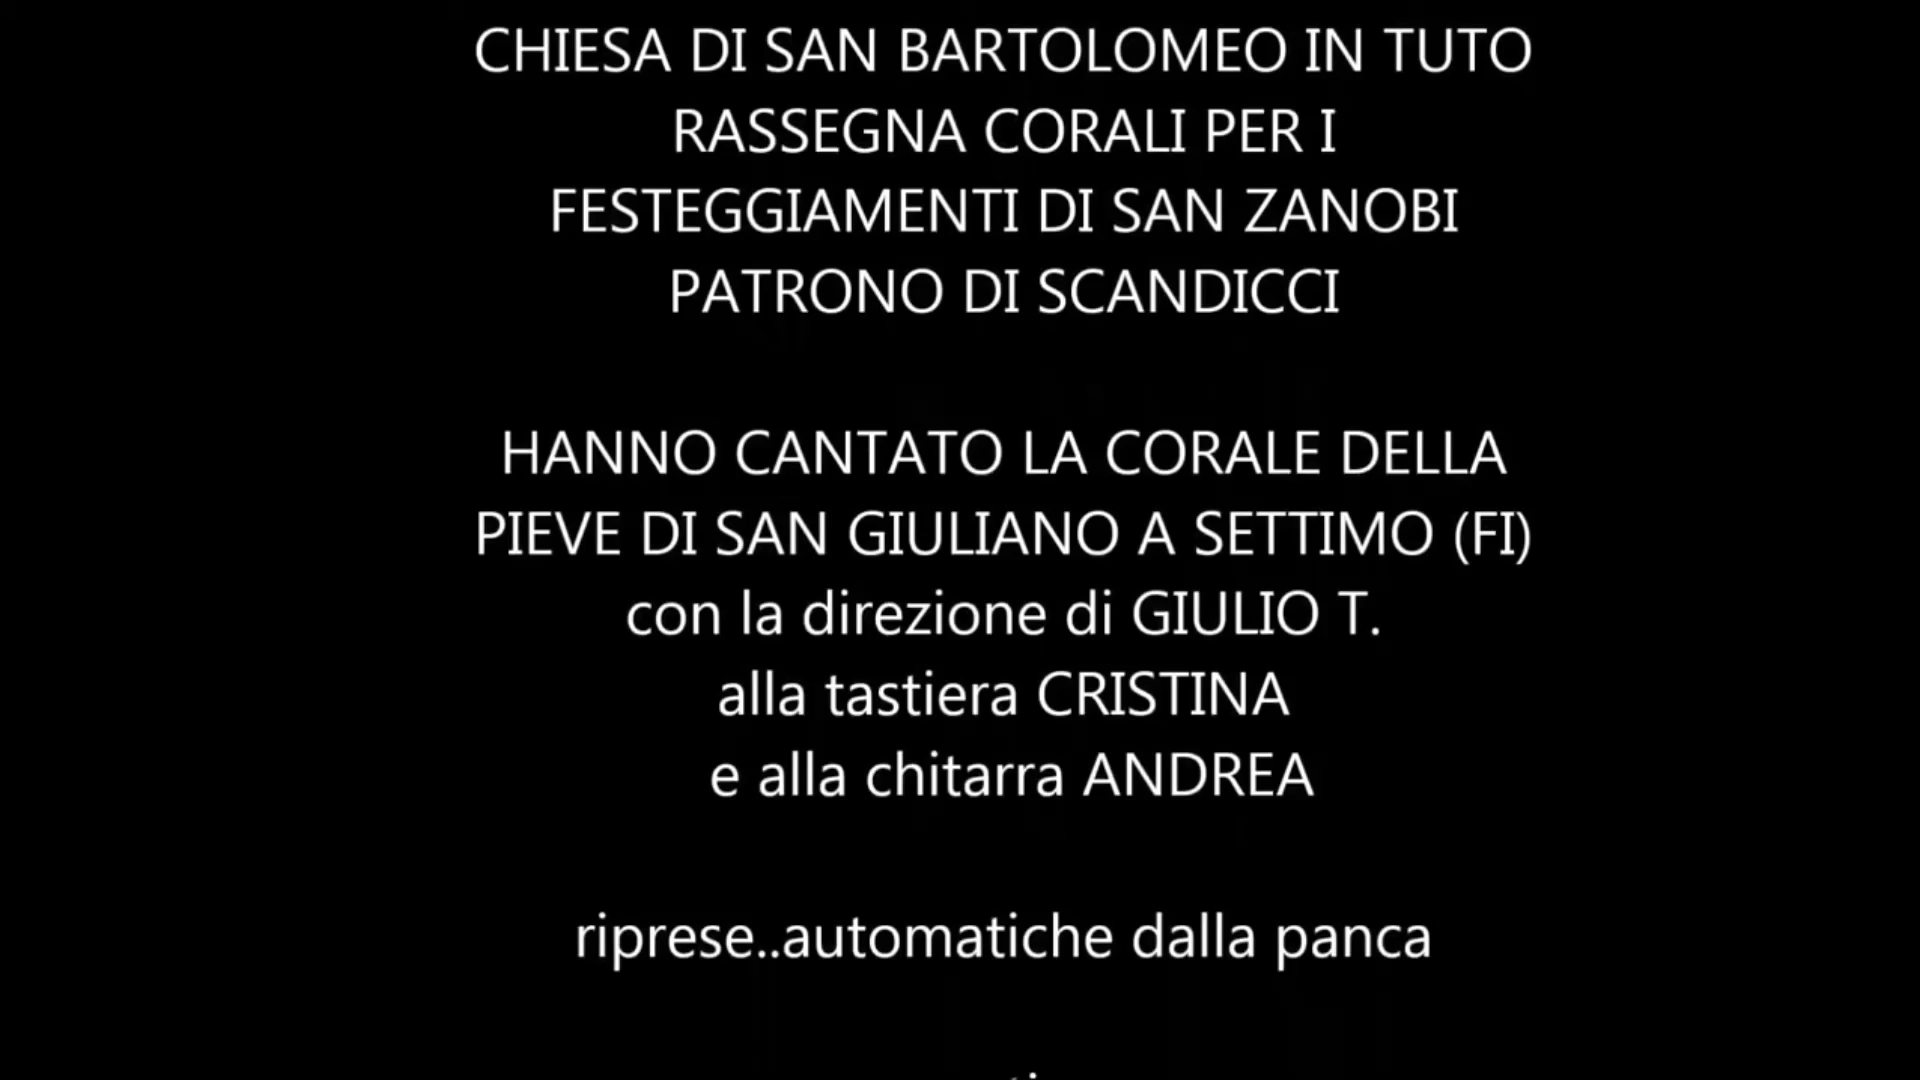 CHIESA DI SAN BARTOLOMEO IN TUTO
RASSEGNA CORALI PER I
FESTEGGIAMENTI DI SAN ZANOBI
PATRONO DI SCANDICCI
HANNO CANTATO LA CORALE DELLA
PIEVE DI SAN GIULIANO A SETTIMO (FI)
con la direzione di GIULIO T.
alla tastiera CRISTINA
e alla chitarra ANDREA
riprese..automatiche dalla panca